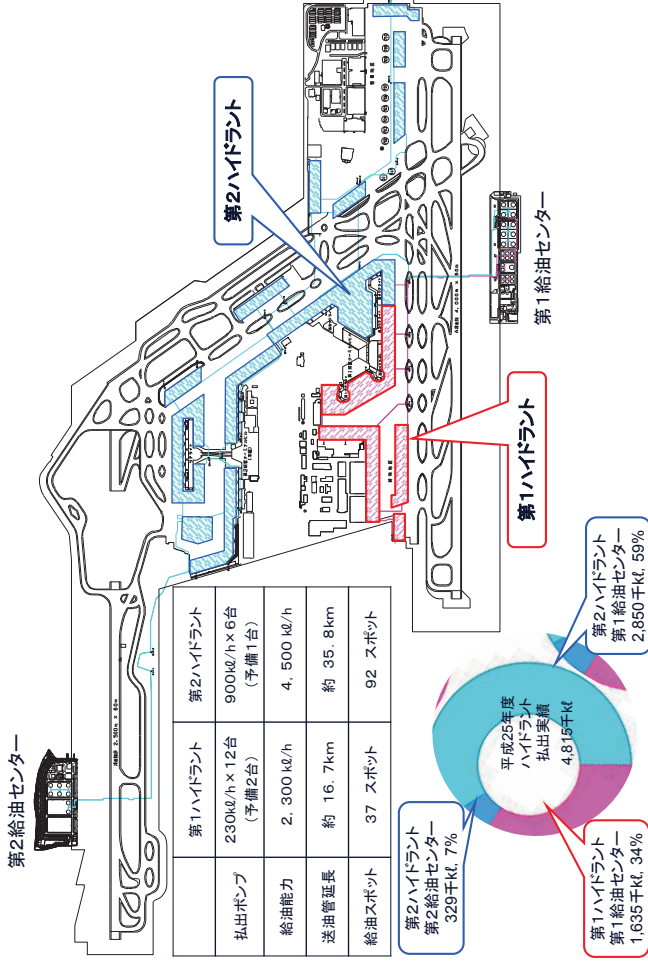 第2給油センター
第2ハイドラント
第1給油センター
第1ハイドラント
第1ハイドラント
第2ハイドラント
払出ポンプ
230kℓ/h×12台
(予備2台)
900kℓ/h×6台
(予備1台)
給油能力
2,300 kℓ/h
4,500 kℓ/h
送油管延長
約 16.7km
約 35.8km
給油スポット
37 スポット
92 スポット
平成25年度
ハイドラント
払出実績
4,815千kℓ
第2ハイドラント
第2給油センター
329千kℓ, 7%
第1ハイドラント
第1給油センター
1,635千kℓ, 34%
第2ハイドラント
第1給油センター
2,850千kℓ, 59%